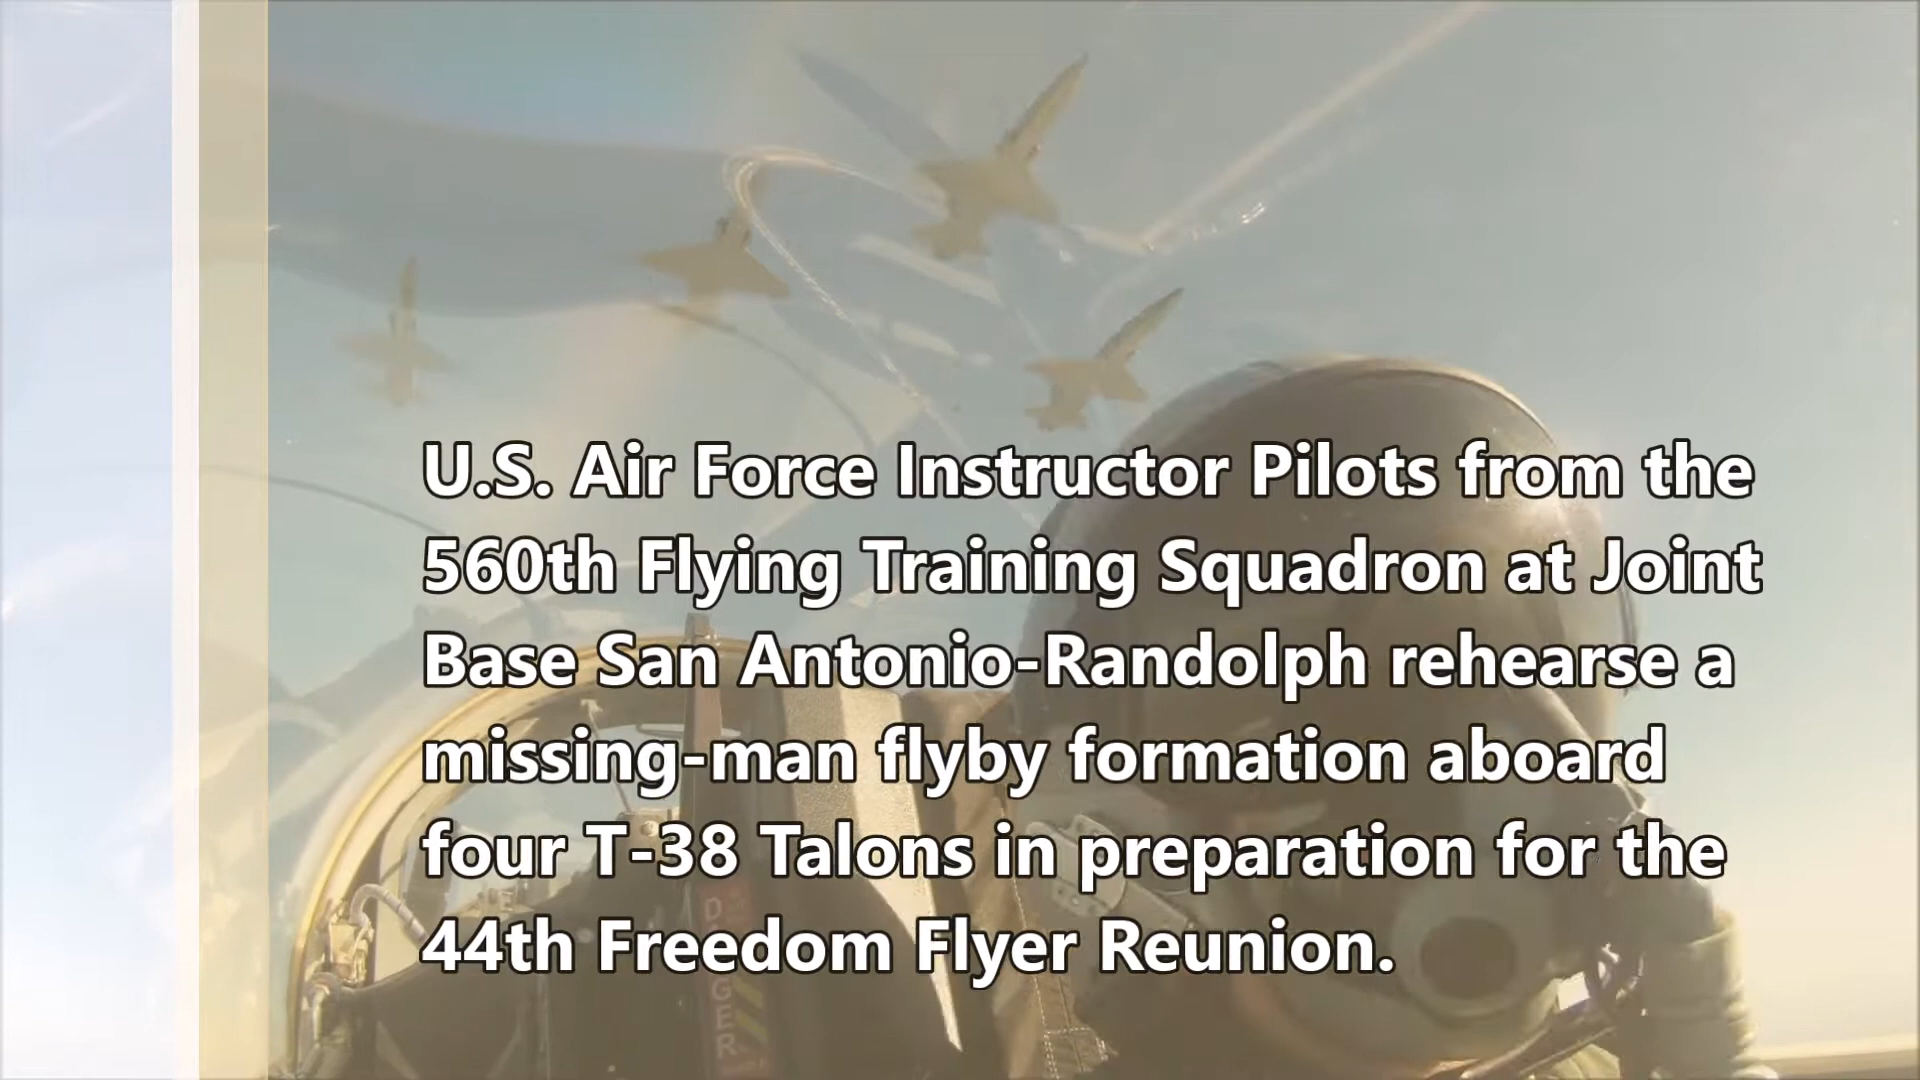 U.S. Air Force Instructor Pilots from the
560th Flying Training Squadron at Joint
Base San Antonio-Randolph rehearse a
missing-man flyby formation aboard
four T-38 Talons in preparation for the
44th Freedom Flyer Reunion.